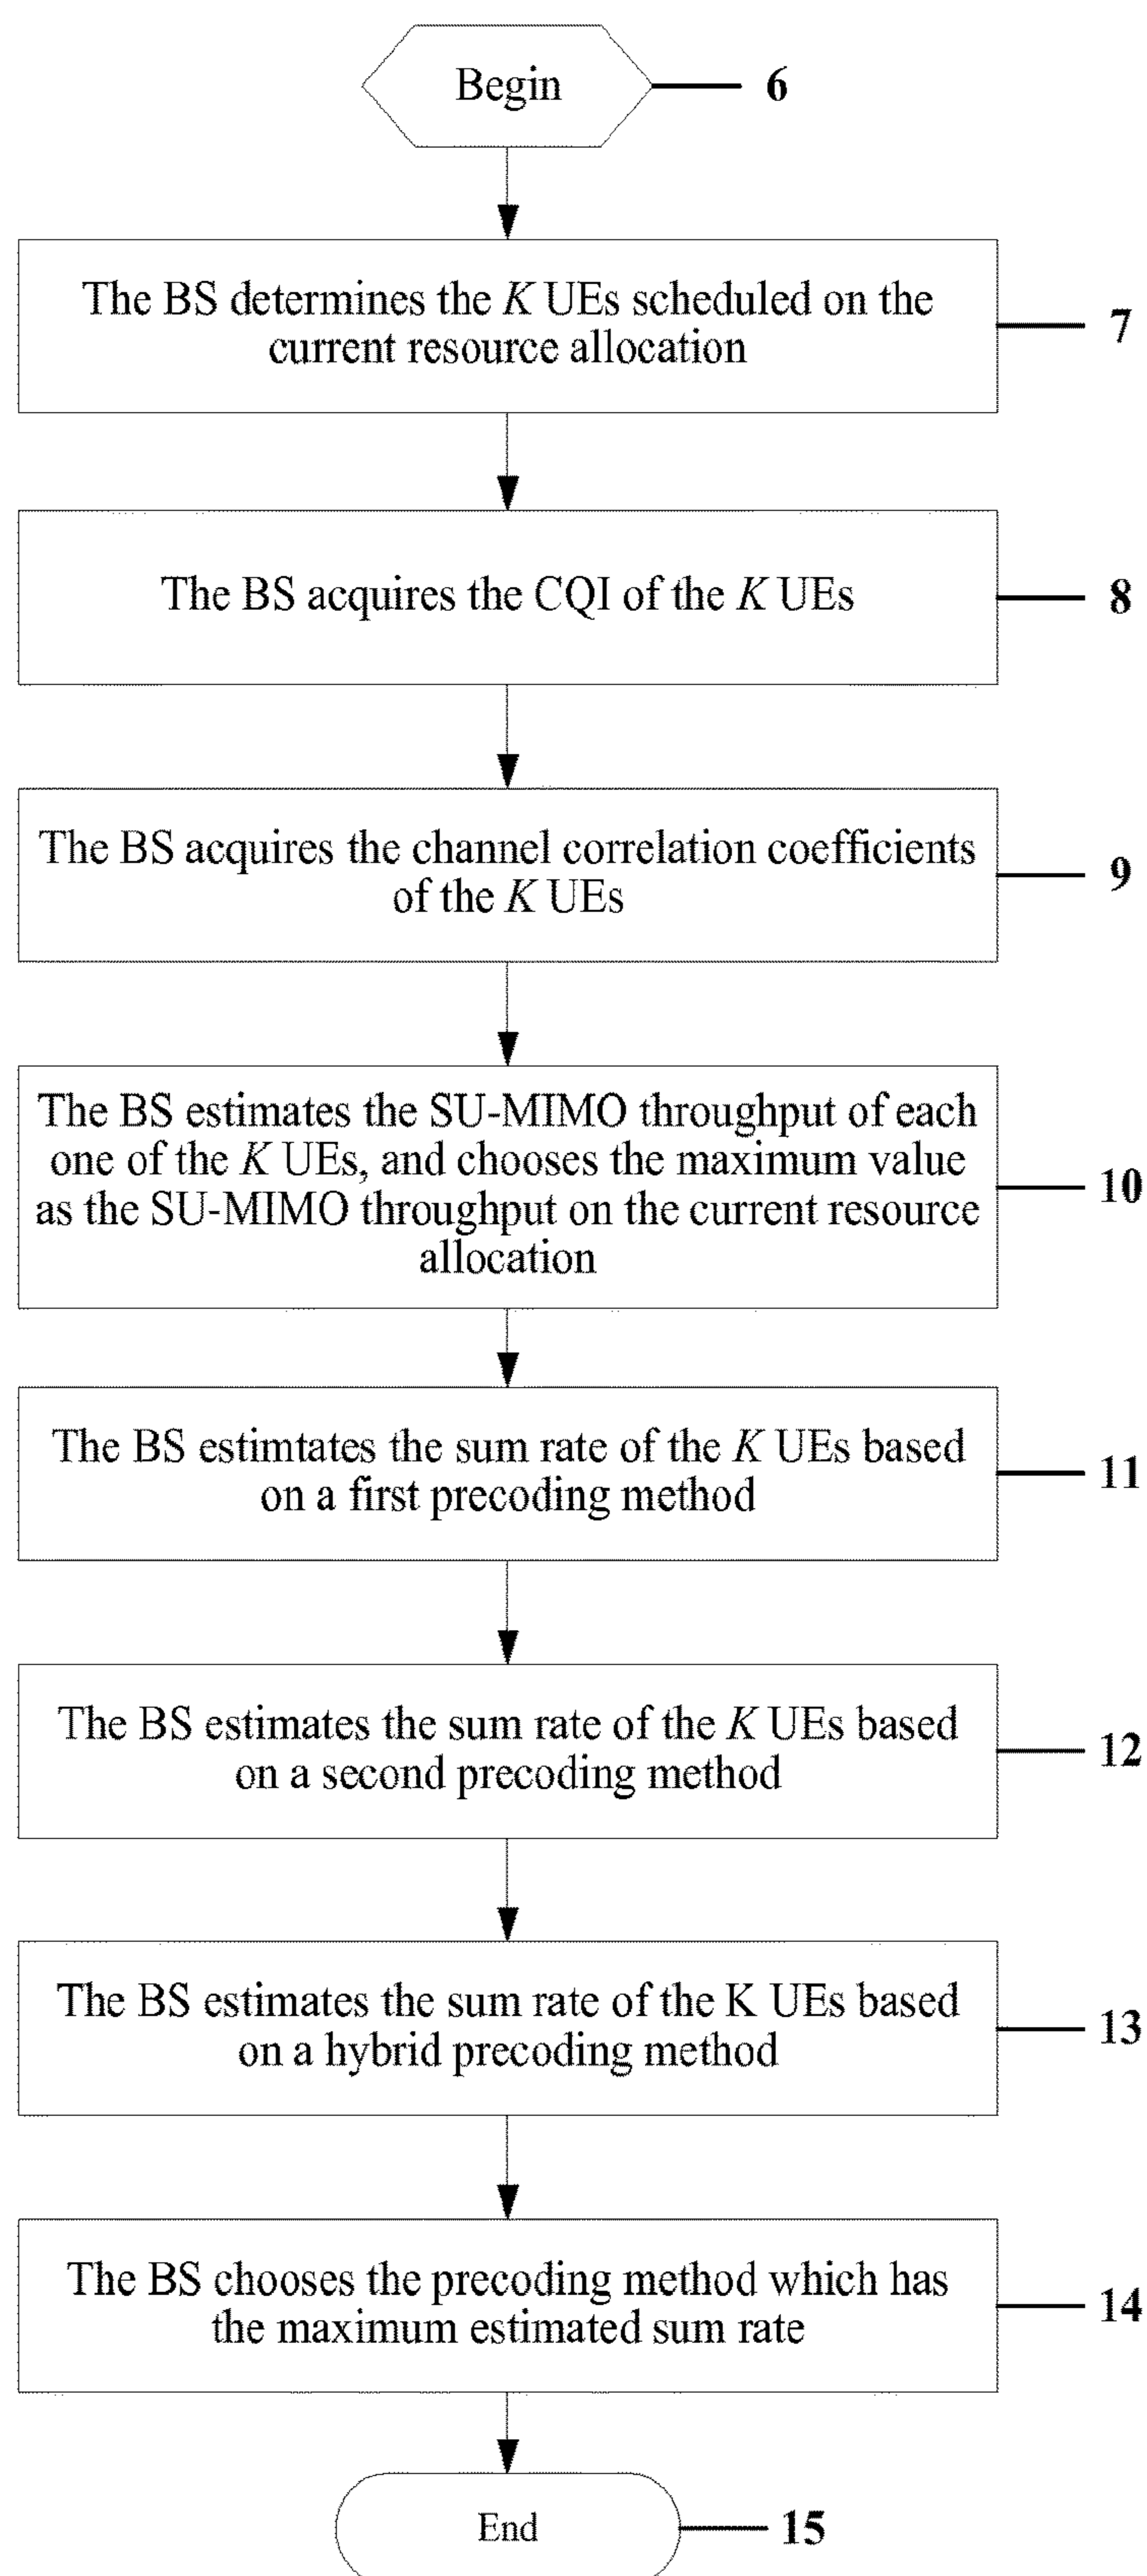 Begin
6
The BS determines the K UEs scheduled on the
current resource allocation
7
The BS acquires the CQI of the K UEs
8
The BS acquires the channel correlation coefficients
of the K UEs
9
The BS estimates the SU-MIMO throughput of each
one of the K UEs, and chooses the maximum value
as the SU-MIMO throughput on the current resource
allocation
10
The BS estimtates the sum rate of the K UEs based
on a first precoding method
11
The BS estimates the sum rate of the K UEs based
on a second precoding method
12
The BS estimates the sum rate of the K UEs based
on a hybrid precoding method
13
The BS chooses the precoding method which has
the maximum estimated sum rate
14
End
15